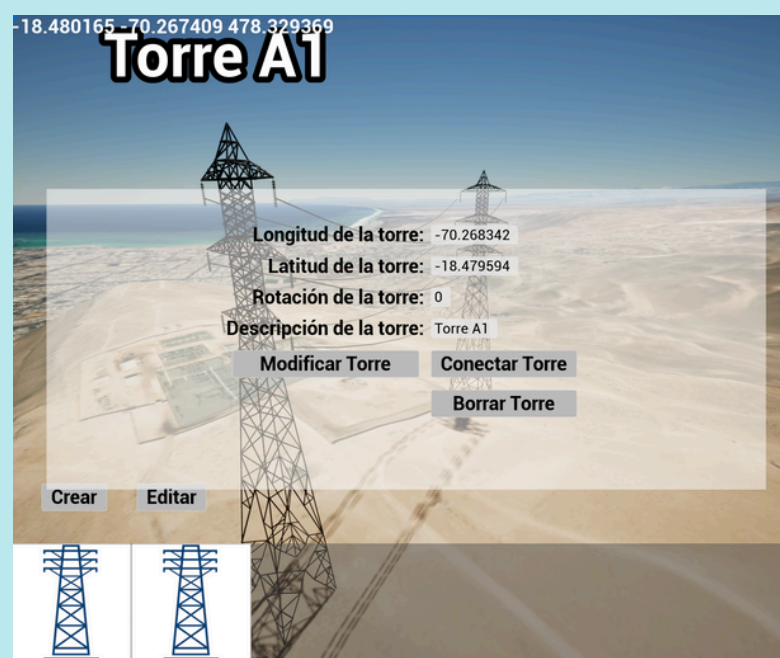 -18.480165 -70.267409 478.329369
Torre A1
Longitud de la torre: -70.268342
Latitud de la torre: -18.479594
Rotación de la torre: 0
Descripción de la torre: Torre A1
Modificar Torre Conectar Torre
Borrar Torre
Crear Editar